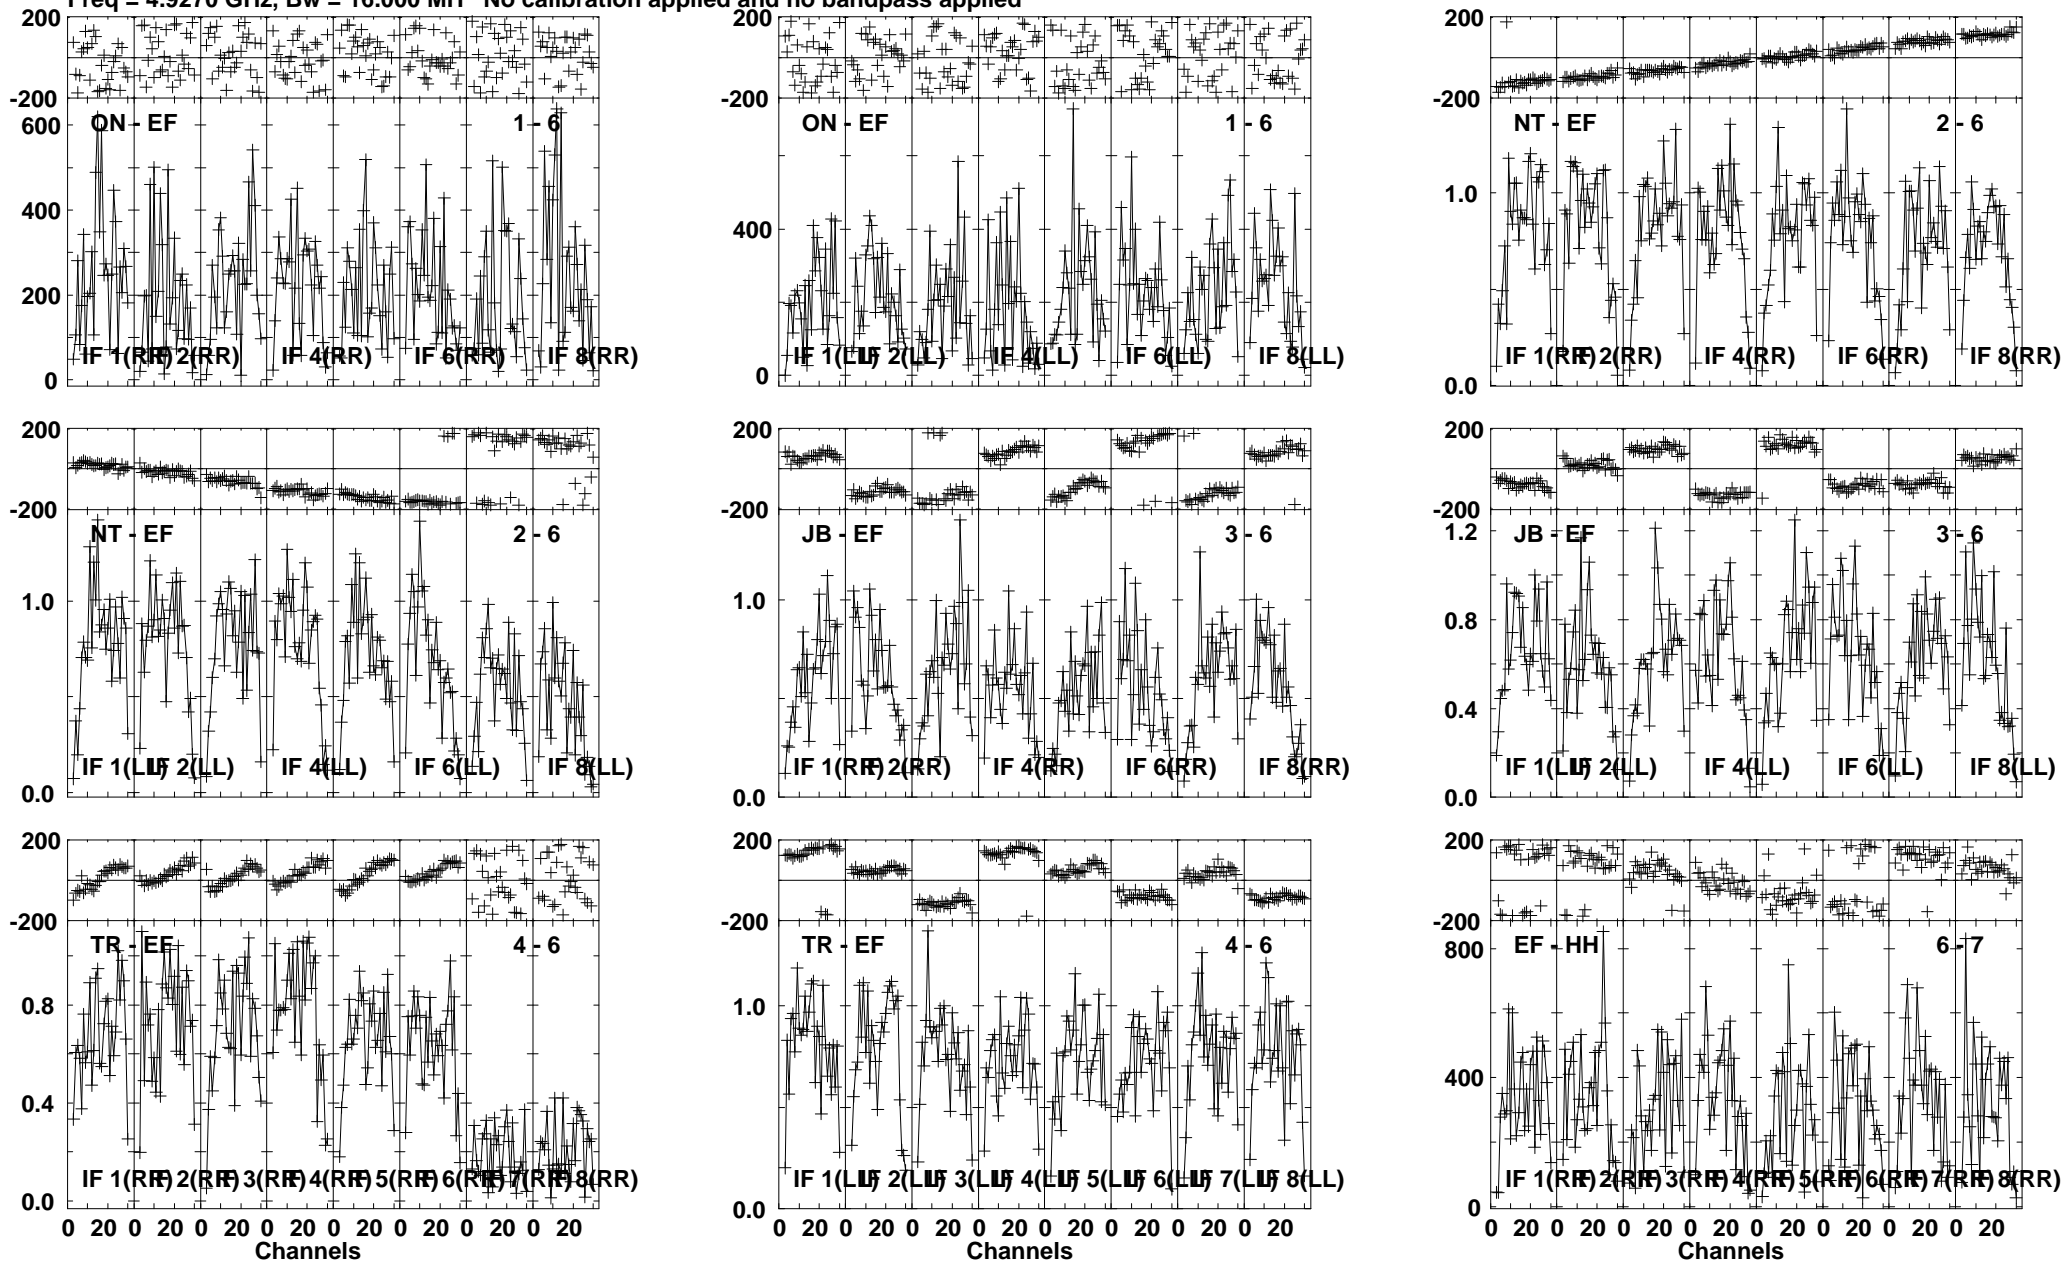 Freq = 4.9270 GHz, Bw = 16.000 MH No calibration applied and no bandpass applied
200
-200
600
400
200
0
ON - EF 1 - 6
IF 1(RR) IF 2(RR) IF 4(RR) IF 6(RR) IF 8(RR)
200
-200
400
0
ON - EF 1 - 6
IF 1(LL) IF 2(LL) IF 4(LL) IF 6(LL) IF 8(LL)
200
-200
1.0
0.0
NT - EF 2 - 6
IF 1(RR) IF 2(RR) IF 4(RR) IF 6(RR) IF 8(RR)
200
-200
1.0
0.0
NT - EF 2 - 6
IF 1(LL) IF 2(LL) IF 4(LL) IF 6(LL) IF 8(LL)
200
-200
1.0
0.0
JB - EF 3 - 6
IF 1(RR) IF 2(RR) IF 4(RR) IF 6(RR) IF 8(RR)
200
-200
1.2
0.8
0.4
0.0
JB - EF 3 - 6
IF 1(LL) IF 2(LL) IF 4(LL) IF 6(LL) IF 8(LL)
200
-200
0.8
0.4
0.0
TR - EF 4 - 6
IF 1(RR) IF 2(RR) IF 3(RR) IF 4(RR) IF 5(RR) IF 6(RR) IF 7(RR) IF 8(RR)
0 20 0 20 0 20 0 20 0 20 0 20 0 20 0 20
Channels
200
-200
1.0
0.0
TR - EF 4 - 6
IF 1(LL) IF 2(LL) IF 3(LL) IF 4(LL) IF 5(LL) IF 6(LL) IF 7(LL) IF 8(LL)
0 20 0 20 0 20 0 20 0 20 0 20 0 20 0 20
Channels
200
-200
800
400
0
EF - HH 6 - 7
IF 1(RR) IF 2(RR) IF 3(RR) IF 4(RR) IF 5(RR) IF 6(RR) IF 7(RR) IF 8(RR)
0 20 0 20 0 20 0 20 0 20 0 20 0 20 0 20
Channels